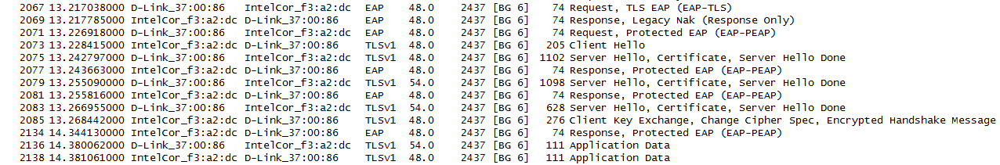 2067 13.217038000 D-Link_37:00:86 IntelCor_f3:a2:dc EAP 48.0 2437 [BG 6] 74 Request, TLS EAP (EAP-TLS)
2069 13.217785000 IntelCor_f3:a2:dc D-Link_37:00:86 EAP 48.0 2437 [BG 6] 74 Response, Legacy Nak (Response Only)
2071 13.226918000 D-Link_37:00:86 IntelCor_f3:a2:dc EAP 48.0 2437 [BG 6] 74 Request, Protected EAP (EAP-PEAP)
2073 13.228415000 IntelCor_f3:a2:dc D-Link_37:00:86 TLSv1 48.0 2437 [BG 6] 205 Client Hello
2075 13.242797000 D-Link_37:00:86 IntelCor_f3:a2:dc TLSv1 48.0 2437 [BG 6] 1102 Server Hello, Certificate, Server Hello Done
2077 13.243663000 IntelCor_f3:a2:dc D-Link_37:00:86 EAP 48.0 2437 [BG 6] 74 Response, Protected EAP (EAP-PEAP)
2079 13.255090000 D-Link_37:00:86 IntelCor_f3:a2:dc TLSv1 54.0 2437 [BG 6] 1098 Server Hello, Certificate, Server Hello Done
2081 13.255816000 IntelCor_f3:a2:dc D-Link_37:00:86 EAP 48.0 2437 [BG 6] 74 Response, Protected EAP (EAP-PEAP)
2083 13.266955000 D-Link_37:00:86 IntelCor_f3:a2:dc TLSv1 54.0 2437 [BG 6] 628 Server Hello, Certificate, Server Hello Done
2085 13.268442000 IntelCor_f3:a2:dc D-Link_37:00:86 TLSv1 48.0 2437 [BG 6] 276 Client Key Exchange, Change Cipher Spec, Encrypted Handshake Message
2134 14.344130000 IntelCor_f3:a2:dc D-Link_37:00:86 EAP 48.0 2437 [BG 6] 74 Response, Protected EAP (EAP-PEAP)
2136 14.380062000 D-Link_37:00:86 IntelCor_f3:a2:dc TLSv1 54.0 2437 [BG 6] 111 Application Data
2138 14.381061000 IntelCor_f3:a2:dc D-Link_37:00:86 TLSv1 48.0 2437 [BG 6] 111 Application Data